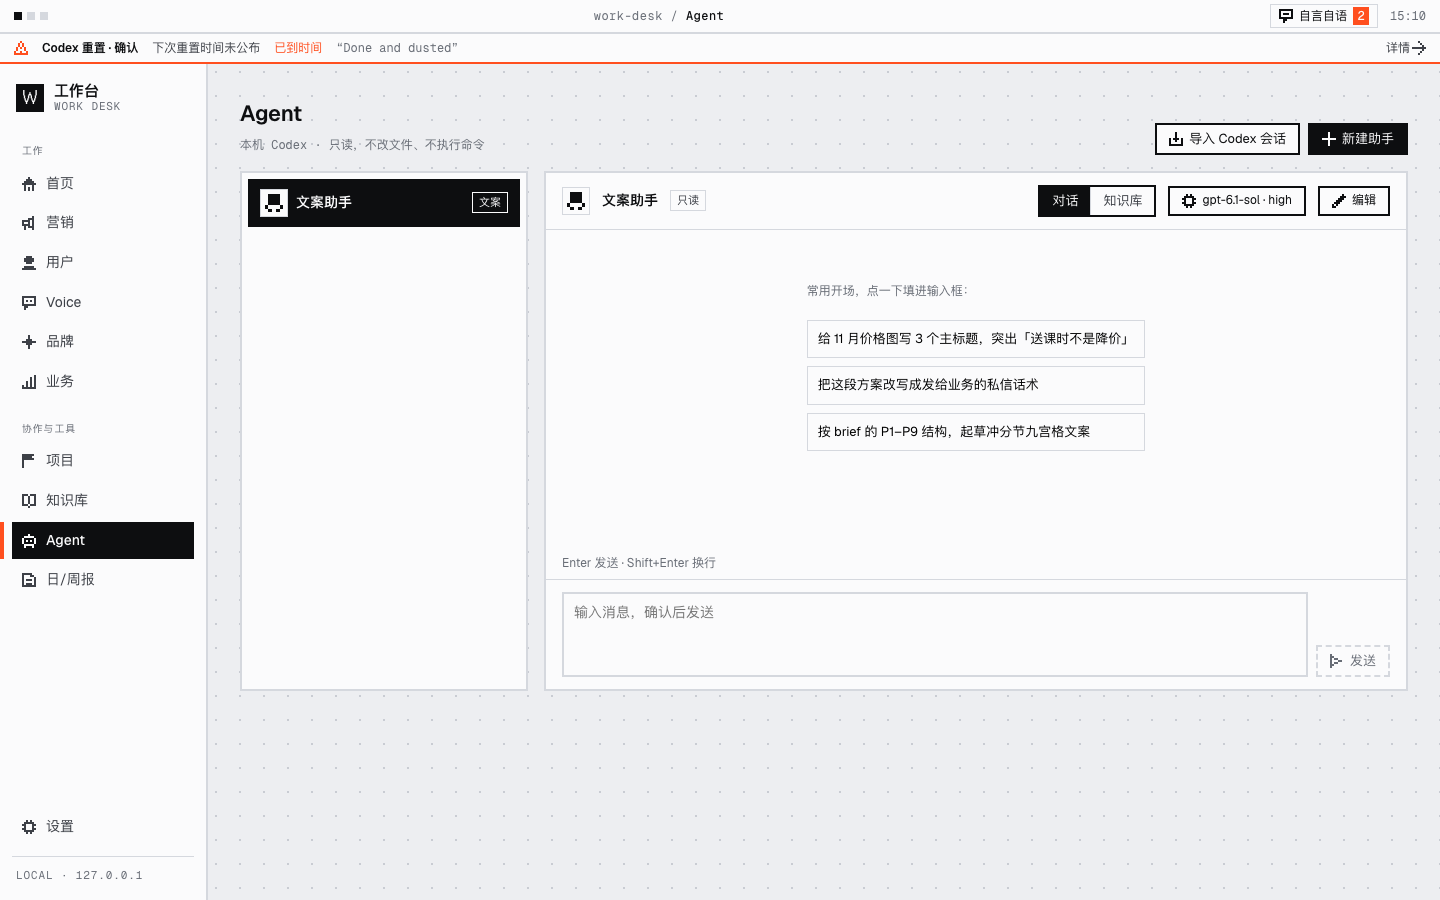 work-desk / Agent
自言自语 2
15:10
Codex 重置 · 确认 下次重置时间未公布 已到时间 “Done and dusted”
详情
W
工作台
WORK DESK
工作
首页
营销
用户
Voice
品牌
业务
协作与工具
项目
知识库
Agent
日/周报
设置
LOCAL · 127.0.0.1
Agent
本机 Codex · 只读, 不改文件、不执行命令
导入 Codex 会话
新建助手
文案助手
文案
文案助手
只读
对话
知识库
gpt-6.1-sol · high
编辑
常用开场，点一下填进输入框：
给 11 月价格图写 3 个主标题，突出「送课时不是降价」
把这段方案改写成发给业务的私信话术
按 brief 的 P1–P9 结构，起草冲分节九宫格文案
Enter 发送 · Shift+Enter 换行
输入消息，确认后发送
发送